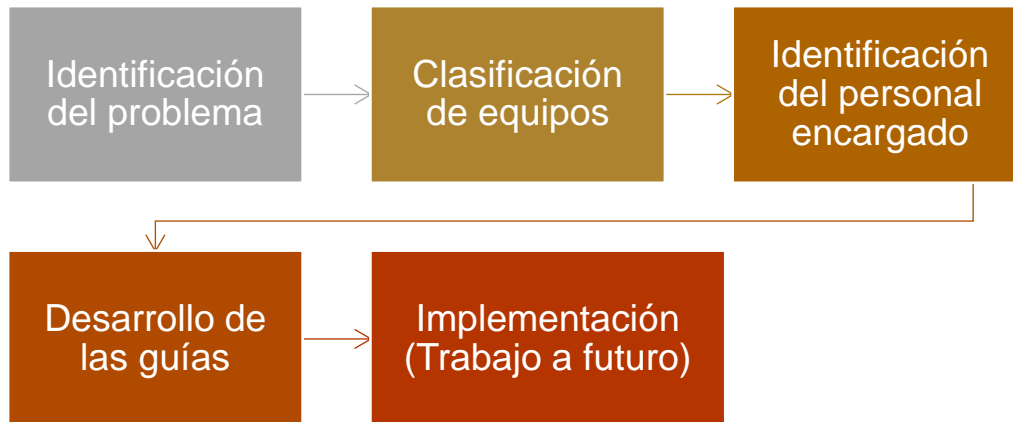 Identificación
del problema
Clasificación
de equipos
Identificación
del personal
encargado
Desarrollo de
las guías
Implementación
(Trabajo a futuro)